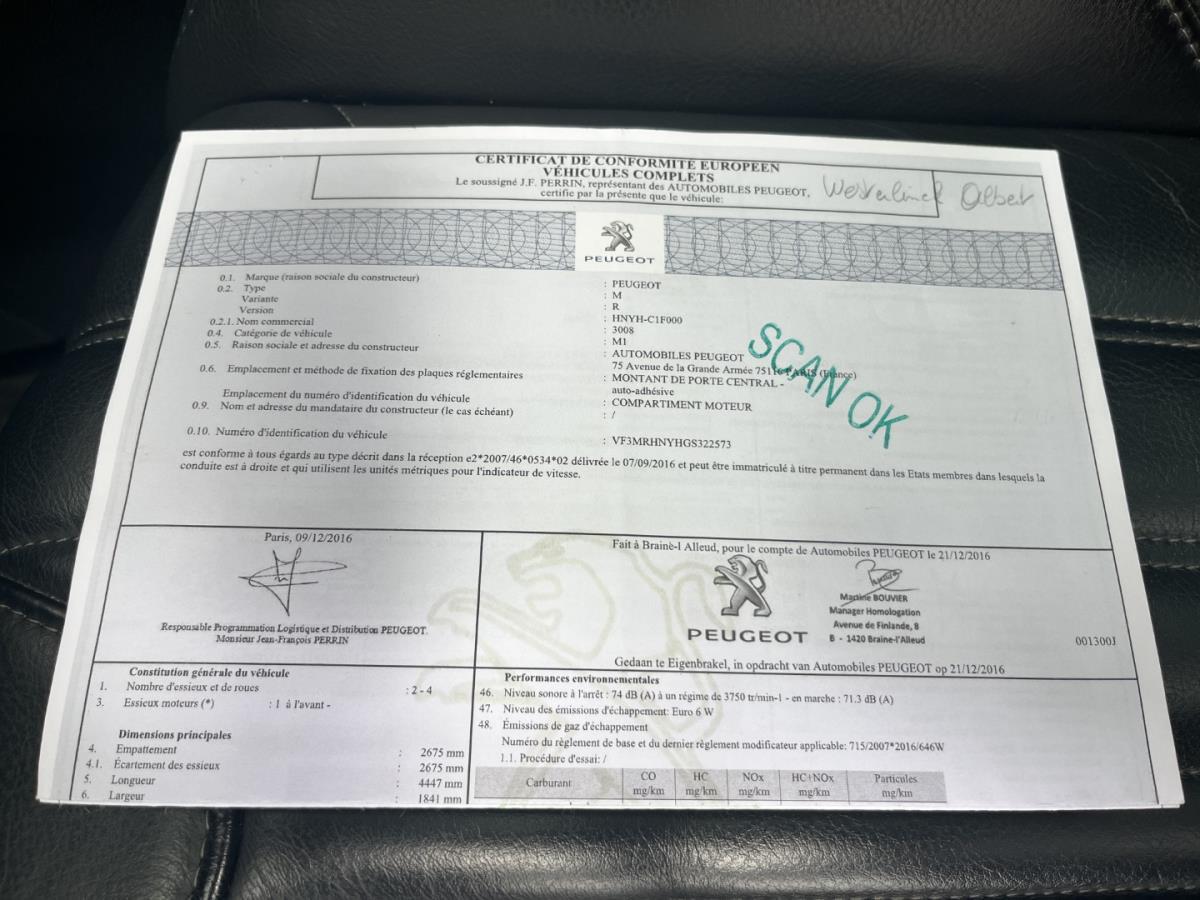 CERTIFICAT DE CONFORMITE EUROPEEN
VÉHICULES COMPLETS
Le soussigné J.F. PERRIN, représentant des AUTOMOBILES PEUGEOT,
certifie par la présente que le véhicule:
Westerlinck Albert
PEUGEOT
0.1. Marque (raison sociale du constructeur) : PEUGEOT
0.2. Type : M
Variante : R
Version : HNYH-C1F000
0.2.1. Nom commercial : 3008
0.4. Catégorie de véhicule : M1
0.5. Raison sociale et adresse du constructeur : AUTOMOBILES PEUGEOT
75 Avenue de la Grande Armée 75116 PARIS (France)
0.6. Emplacement et méthode de fixation des plaques réglementaires : MONTANT DE PORTE CENTRAL -
auto-adhésive
Emplacement du numéro d'identification du véhicule : COMPARTIMENT MOTEUR
0.9. Nom et adresse du mandataire du constructeur (le cas échéant) : /
SCAN OK
0.10. Numéro d'identification du véhicule : VF3MRHNYHGS322573
est conforme à tous égards au type décrit dans la réception e2*2007/46*0534*02 délivrée le 07/09/2016 et peut être immatriculé à titre permanent dans les Etats membres dans lesquels la
conduite est à droite et qui utilisent les unités métriques pour l'indicateur de vitesse.
Paris, 09/12/2016
Responsable Programmation Logistique et Distribution PEUGEOT.
Monsieur Jean-François PERRIN
Fait à Braine-l Alleud, pour le compte de Automobiles PEUGEOT le 21/12/2016
PEUGEOT
Martine BOUVIER
Manager Homologation
Avenue de Finlande, 8
B - 1420 Braine-l'Alleud
001300J
Gedaan te Eigenbrakel, in opdracht van Automobiles PEUGEOT op 21/12/2016
Constitution générale du véhicule
1. Nombre d'essieux et de roues : 2 - 4
3. Essieux moteurs (*) : 1 à l'avant -
Dimensions principales
4. Empattement : 2675 mm
4.1. Écartement des essieux : 2675 mm
5. Longueur : 4447 mm
6. Largeur : 1841 mm
Performances environnementales
46. Niveau sonore à l'arrêt : 74 dB (A) à un régime de 3750 tr/min-1 - en marche : 71.3 dB (A)
47. Niveau des émissions d'échappement: Euro 6 W
48. Émissions de gaz d'échappement
Numéro du règlement de base et du dernier règlement modificateur applicable: 715/2007*2016/646W
1.1. Procédure d'essai: /
Carburant CO HC NOx HC+NOx Particules
mg/km mg/km mg/km mg/km mg/km